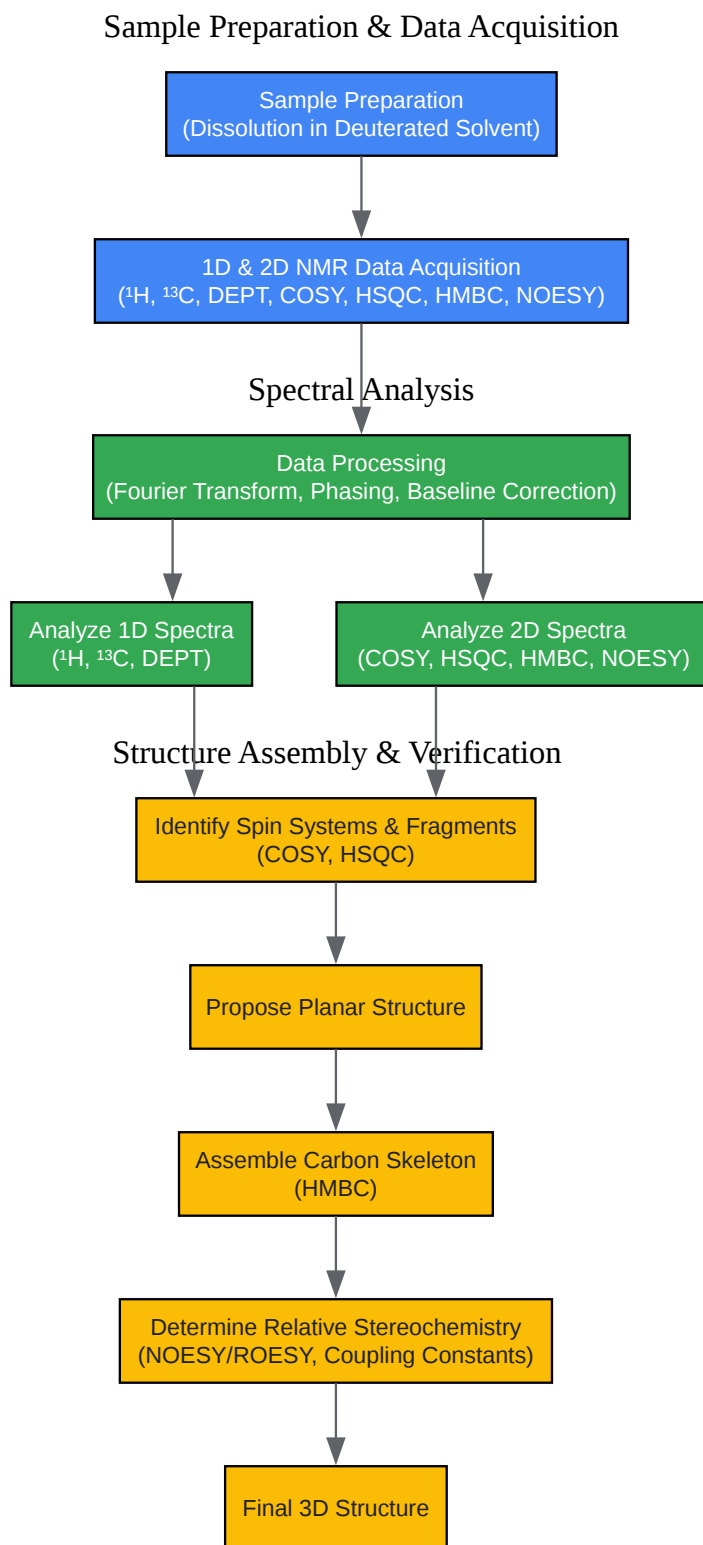 Sample Preparation & Data Acquisition
Sample Preparation
(Dissolution in Deuterated Solvent)
1D & 2D NMR Data Acquisition
(¹H, ¹³C, DEPT, COSY, HSQC, HMBC, NOESY)
Spectral Analysis
Data Processing
(Fourier Transform, Phasing, Baseline Correction)
Analyze 1D Spectra
(¹H, ¹³C, DEPT)
Analyze 2D Spectra
(COSY, HSQC, HMBC, NOESY)
Structure Assembly & Verification
Identify Spin Systems & Fragments
(COSY, HSQC)
Propose Planar Structure
Assemble Carbon Skeleton
(HMBC)
Determine Relative Stereochemistry
(NOESY/ROESY, Coupling Constants)
Final 3D Structure